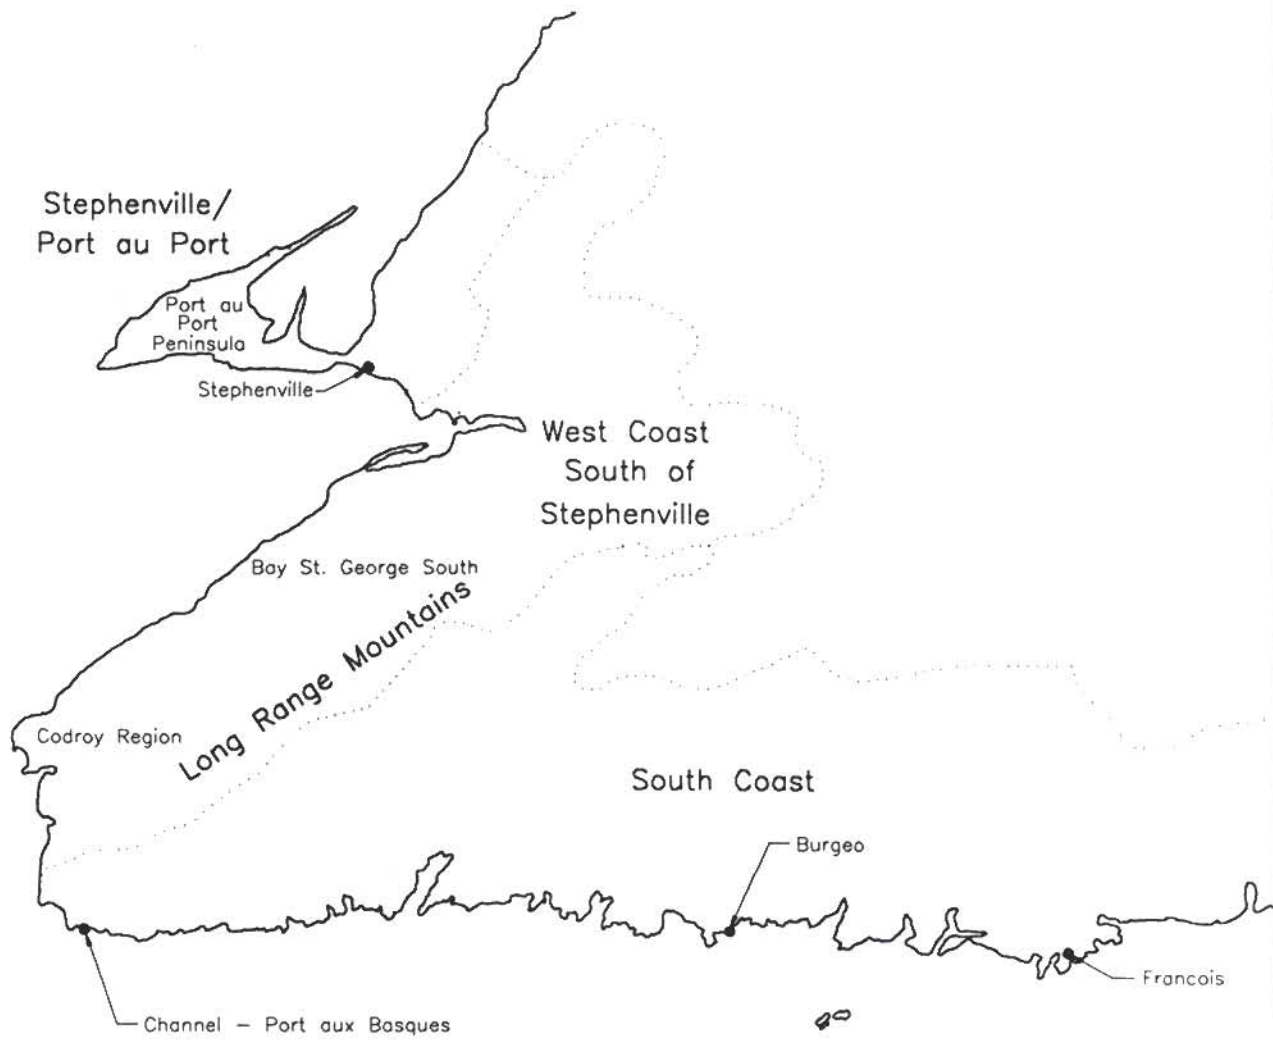 Stephenville/
Port au Port
Port au
Port
Peninsula
Stephenville
West Coast
South of
Stephenville
Bay St. George South
Long Range Mountains
Codroy Region
South Coast
Burgeo
Francois
Channel - Port aux Basques